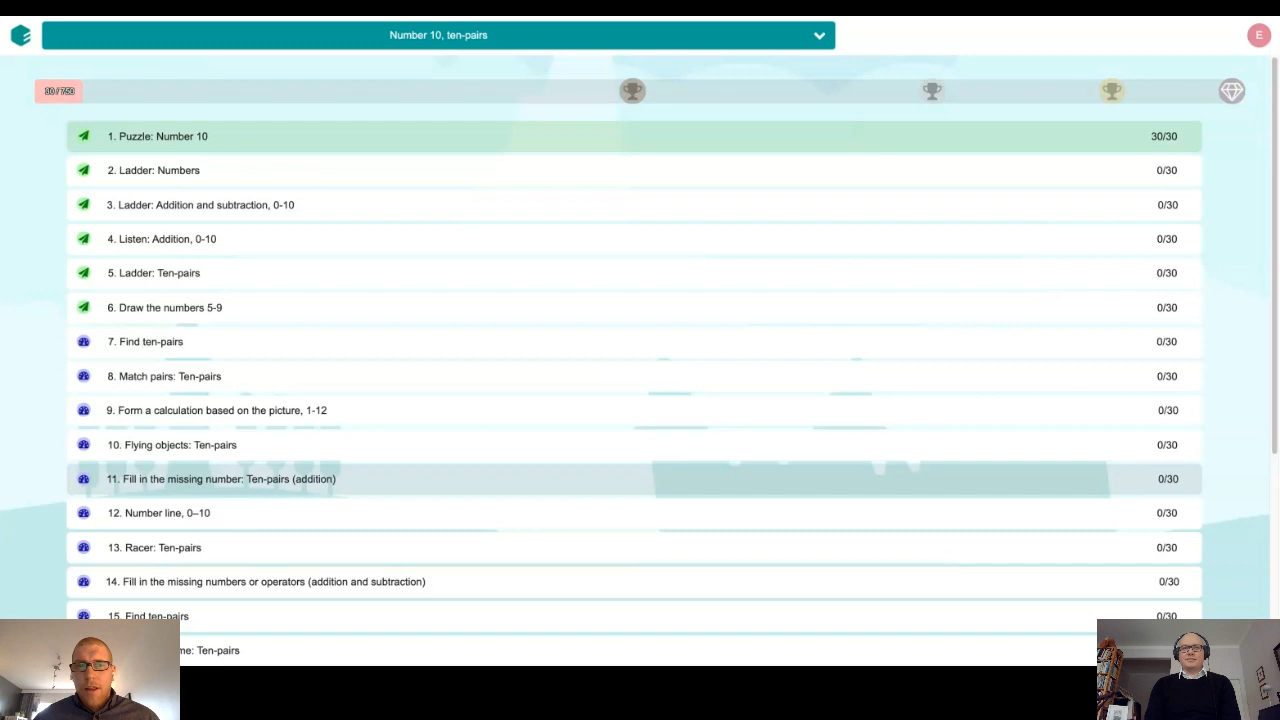 Number 10, ten-pairs
E
30 / 750
1. Puzzle: Number 10 30/30
2. Ladder: Numbers 0/30
3. Ladder: Addition and subtraction, 0-10 0/30
4. Listen: Addition, 0-10 0/30
5. Ladder: Ten-pairs 0/30
6. Draw the numbers 5-9 0/30
7. Find ten-pairs 0/30
8. Match pairs: Ten-pairs 0/30
9. Form a calculation based on the picture, 1-12 0/30
10. Flying objects: Ten-pairs 0/30
11. Fill in the missing number: Ten-pairs (addition) 0/30
12. Number line, 0–10 0/30
13. Racer: Ten-pairs 0/30
14. Fill in the missing numbers or operators (addition and subtraction) 0/30
15. Find ten-pairs 0/30
me: Ten-pairs